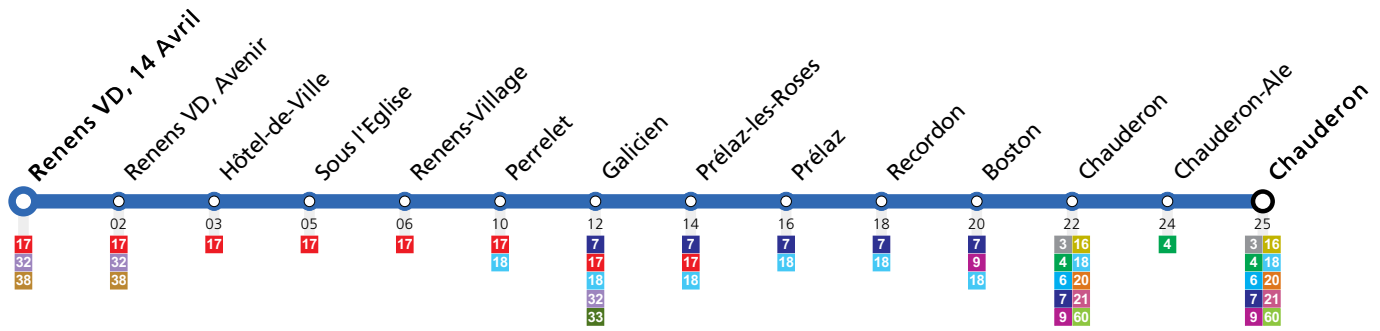 Renens VD, 14 Avril
Renens VD, Avenir
Hôtel-de-Ville
Sous l'Eglise
Renens-Village
Perrelet
Galicien
Prélaz-les-Roses
Prélaz
Recordon
Boston
Chauderon
Chauderon-Ale
Chauderon
02 03 05 06 10 12 14 16 18 20 22 24 25
17 17 17 17 17 17 7 7 7 7 7 3 16 4 3 16
32 32 18 17 17 18 18 9 4 18 4 18
38 38 18 18 18 6 20 6 20
32 7 21 7 21
33 9 60 9 60